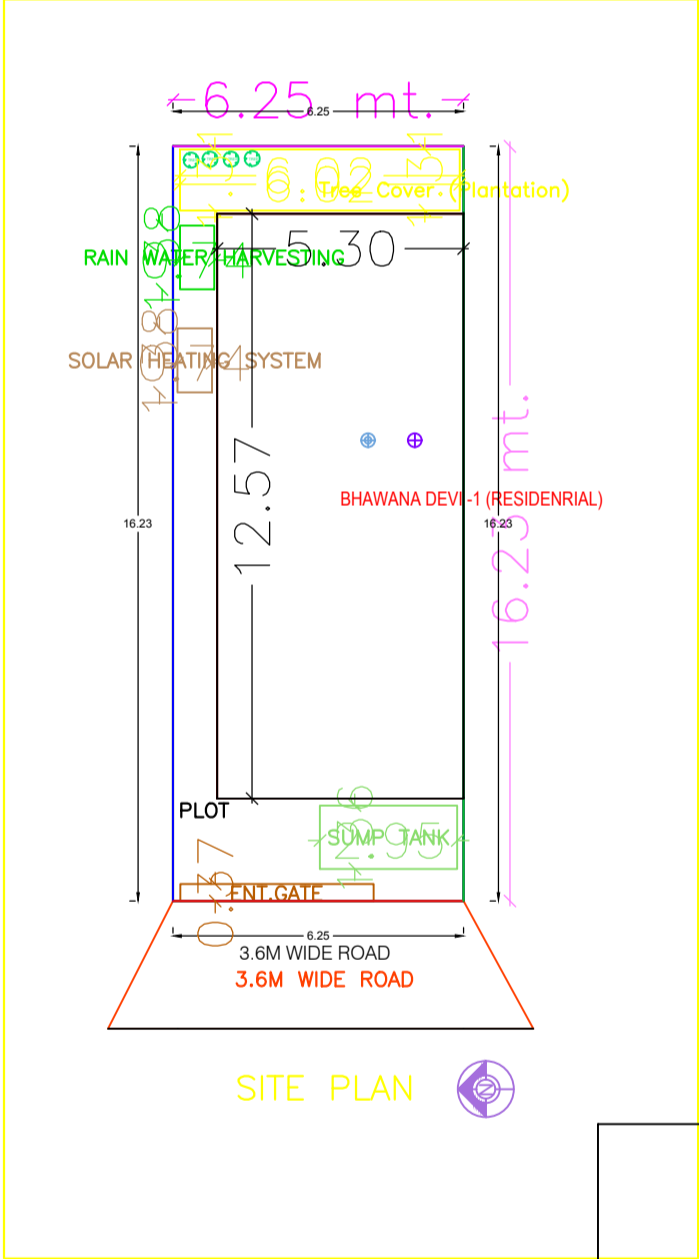 6.25 mt.
6.25
6.02
Tree Cover (Plantation)
5.30
RAIN WATER HARVESTING
SOLAR HEATING SYSTEM
12.57
BHAWANA DEVI -1 (RESIDENRIAL)
16.23
16.23
16.23 mt.
PLOT
SUMP TANK
2.95
0.37
ENT.GATE
6.25
3.6M WIDE ROAD
3.6M WIDE ROAD
SITE PLAN
N